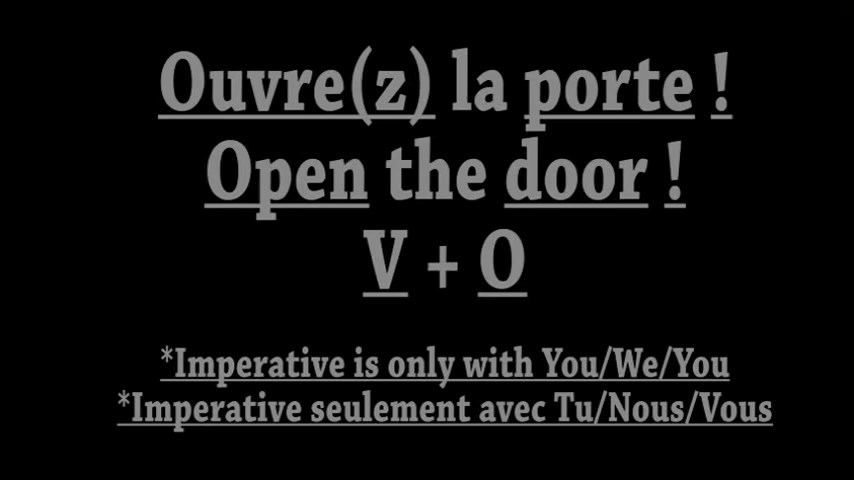 Ouvre(z) la porte !
Open the door !
V + O
*Imperative is only with You/We/You
*Imperative seulement avec Tu/Nous/Vous